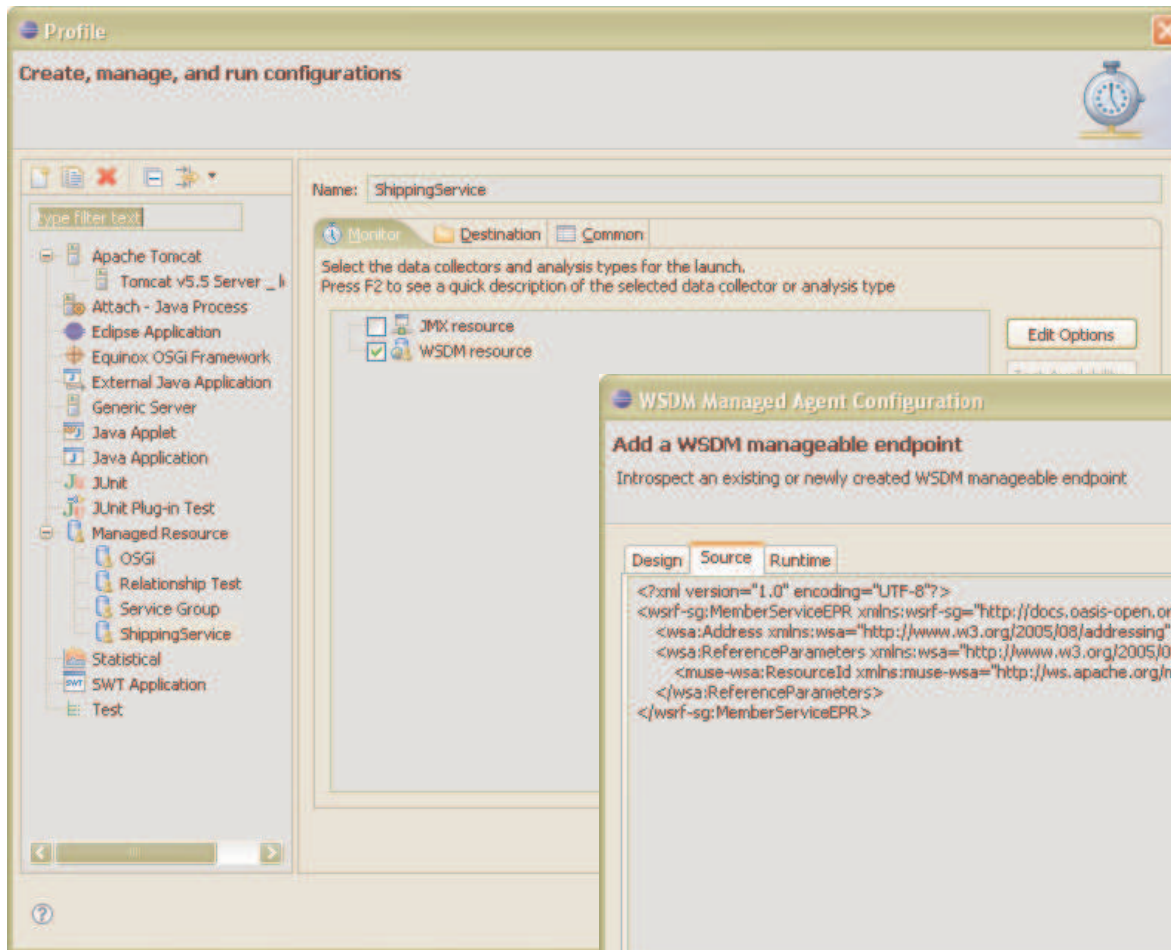 Profile
Create, manage, and run configurations
type filter text
Apache Tomcat
Tomcat v5.5 Server _
Attach - Java Process
Eclipse Application
Equinox OSGi Framework
External Java Application
Generic Server
Java Applet
Java Application
JUnit
JUnit Plug-in Test
Managed Resource
OSGi
Relationship Test
Service Group
ShippingService
Statistical
SWT Application
Test
Name: ShippingService
Monitor Destination Common
Select the data collectors and analysis types for the launch.
Press F2 to see a quick description of the selected data collector or analysis type
JMX resource
WSDM resource
Edit Options
WSDM Managed Agent Configuration
Add a WSDM manageable endpoint
Introspect an existing or newly created WSDM manageable endpoint
Design Source Runtime
<?xml version="1.0" encoding="UTF-8"?>
<wsrf-sg:MemberServiceEPR xmlns:wsrf-sg="http://docs.oasis-open.or
<wsa:Address xmlns:wsa="http://www.w3.org/2005/08/addressing"
<wsa:ReferenceParameters xmlns:wsa="http://www.w3.org/2005/0
<muse-wsa:ResourceId xmlns:muse-wsa="http://ws.apache.org/m
</wsa:ReferenceParameters>
</wsrf-sg:MemberServiceEPR>